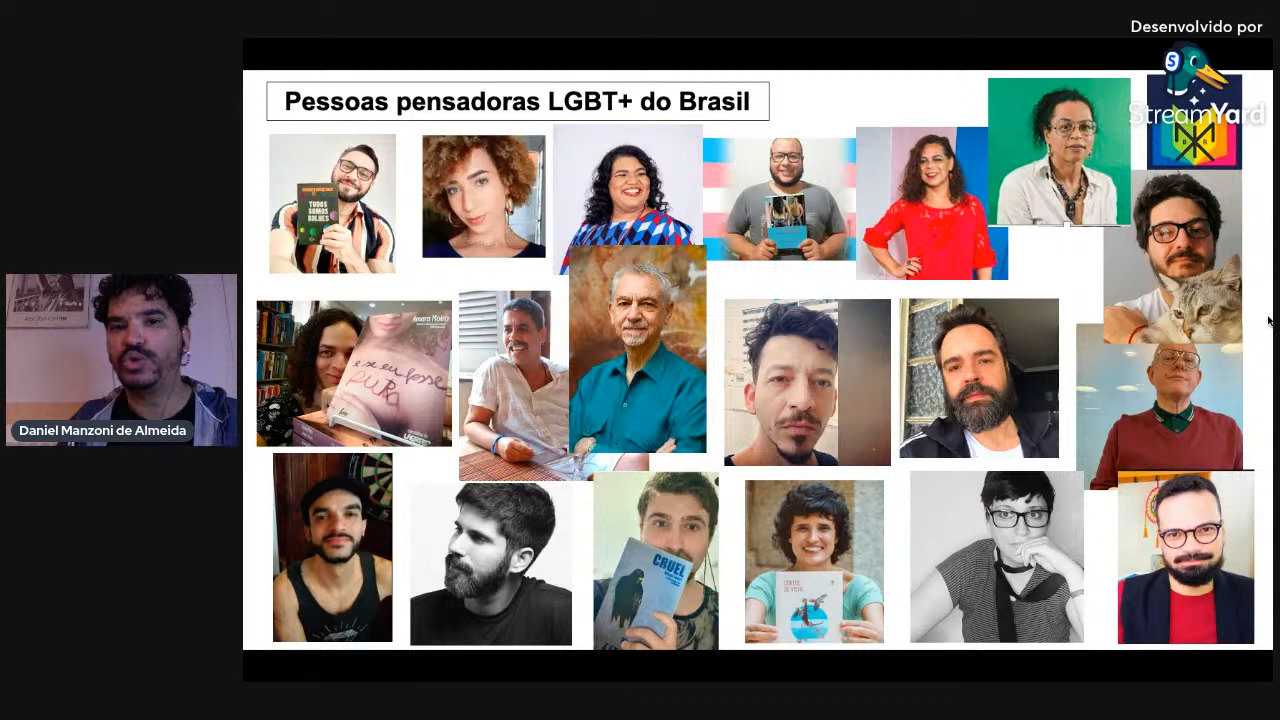 Desenvolvido por
S
StreamYard
Pessoas pensadoras LGBT+ do Brasil
TODOS
SOMOS
BOLHES
Amara Moira
e se eu fosse
PURA
CRUEL
CONTOS
DE VISTA
Daniel Manzoni de Almeida